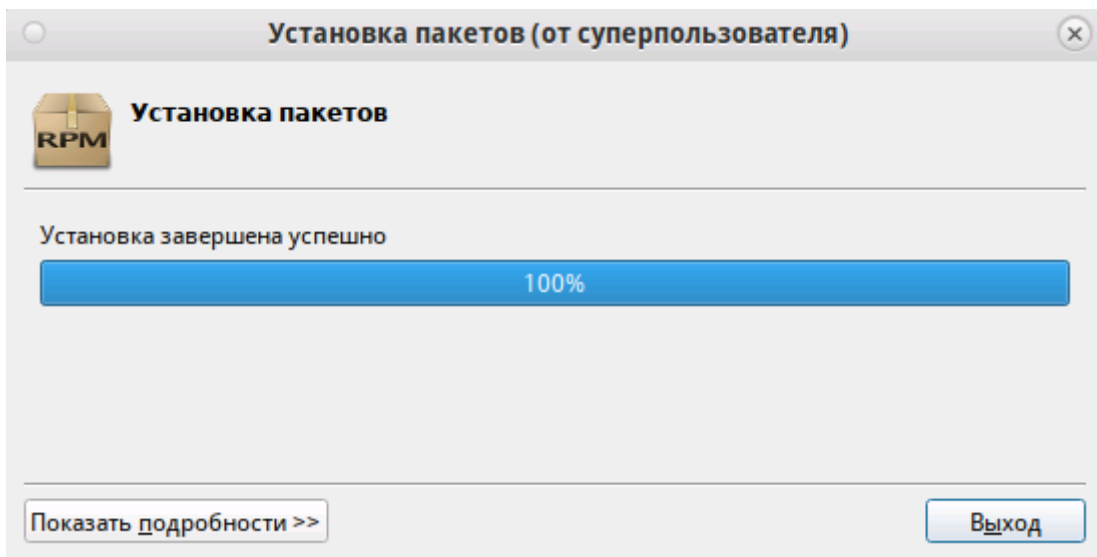 Установка пакетов (от суперпользователя)
RPM
Установка пакетов
Установка завершена успешно
100%
Показать подробности >>
Выход